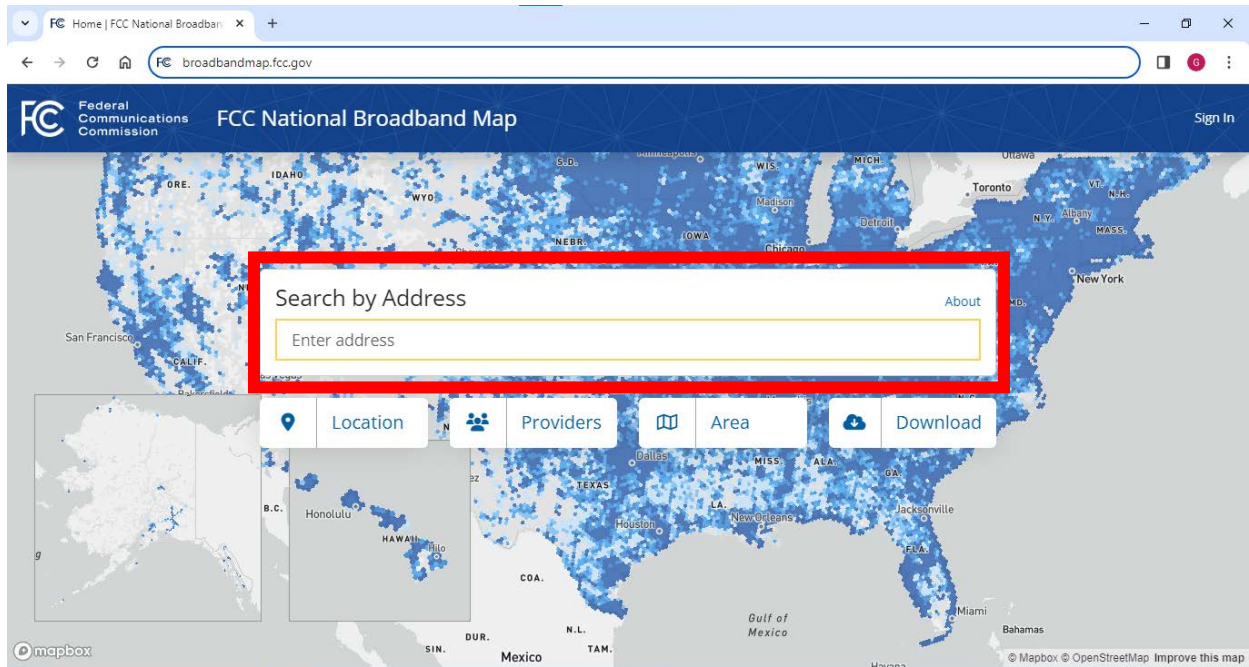 Home | FCC National Broadban
broadbandmap.fcc.gov
G
FC
Federal
Communications
Commission
FCC National Broadband Map
Sign In
S.D.
WIS.
MICH.
Ottawa
ORE.
IDAHO
WYO.
Toronto
VT.
N.H.
Madison
Detroit
N.Y.
Albany
MASS.
NEBR.
IOWA
Chicago
New York
Search by Address
About
MD.
Enter address
San Francisco
CALIF.
Location
Providers
Area
Download
Dallas
MISS.
ALA.
GA.
TEXAS
B.C.
Honolulu
LA.
New Orleans
Jacksonville
Houston
HAWAII
Hilo
FLA.
COA.
Gulf of
Mexico
Miami
Bahamas
DUR.
N.L.
mapbox
SIN.
Mexico
TAM.
© Mapbox © OpenStreetMap Improve this map